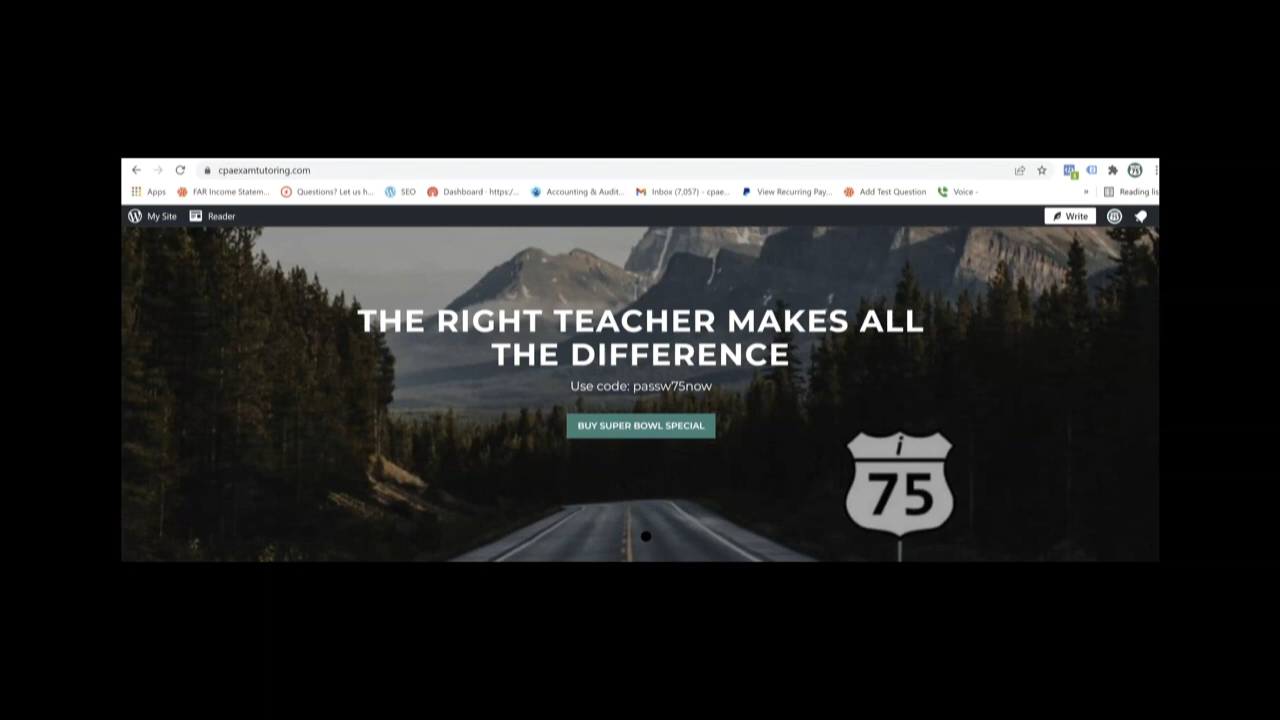 cpaexamtutoring.com
Apps FAR Income Statem... Questions? Let us h... SEO Dashboard · https:/... Accounting & Audit... Inbox (7,057) - cpae... View Recurring Pay... Add Test Question Voice - » Reading lis
My Site Reader Write
THE RIGHT TEACHER MAKES ALL
THE DIFFERENCE
Use code: passw75now
BUY SUPER BOWL SPECIAL
i
75